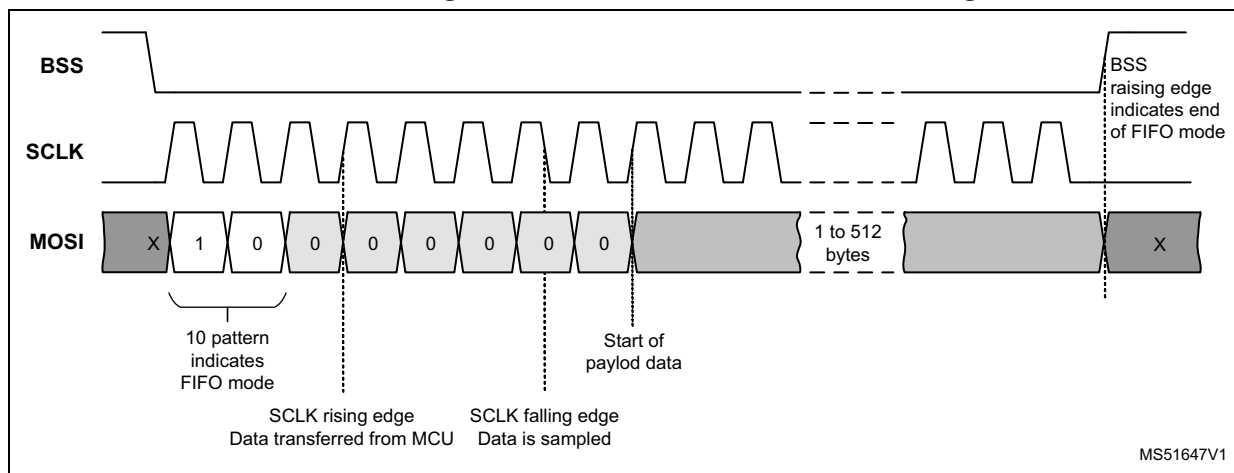 BSS
BSS
raising edge
indicates end
of FIFO mode
SCLK
MOSI
X 1 0 0 0 0 0 0 0
1 to 512
bytes
X
10 pattern
indicates
FIFO mode
Start of
paylod data
SCLK rising edge
Data transferred from MCU
SCLK falling edge
Data is sampled
MS51647V1